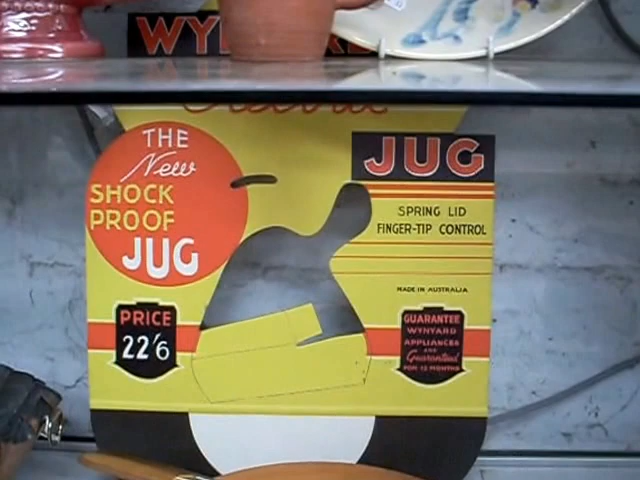 THE
New
SHOCK
PROOF
JUG
JUG
SPRING LID
FINGER-TIP CONTROL
MADE IN AUSTRALIA
PRICE
22'6
GUARANTEE
WYNYARD
APPLIANCES
ARE
Guaranteed
FOR 12 MONTHS